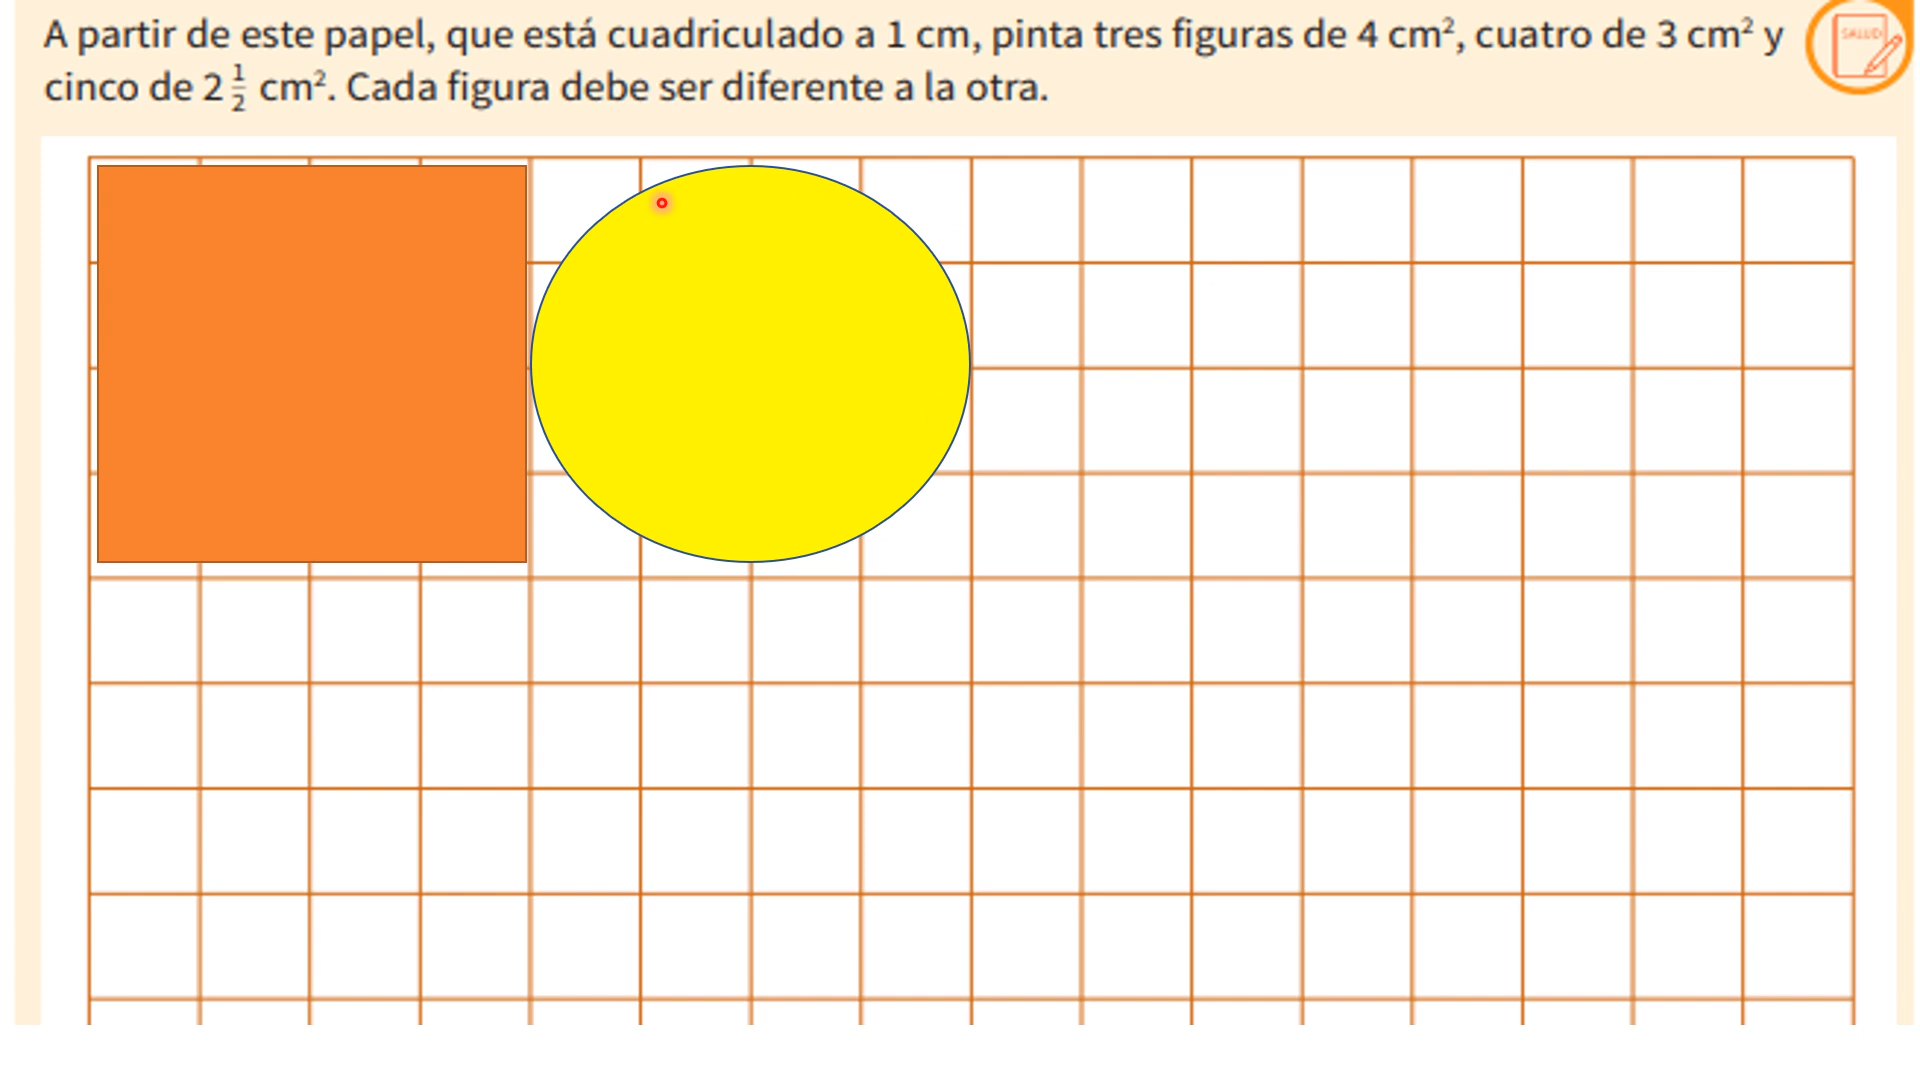 A partir de este papel, que está cuadriculado a 1 cm, pinta tres figuras de 4 cm², cuatro de 3 cm² y
cinco de 2 1/2 cm². Cada figura debe ser diferente a la otra.
SALUD